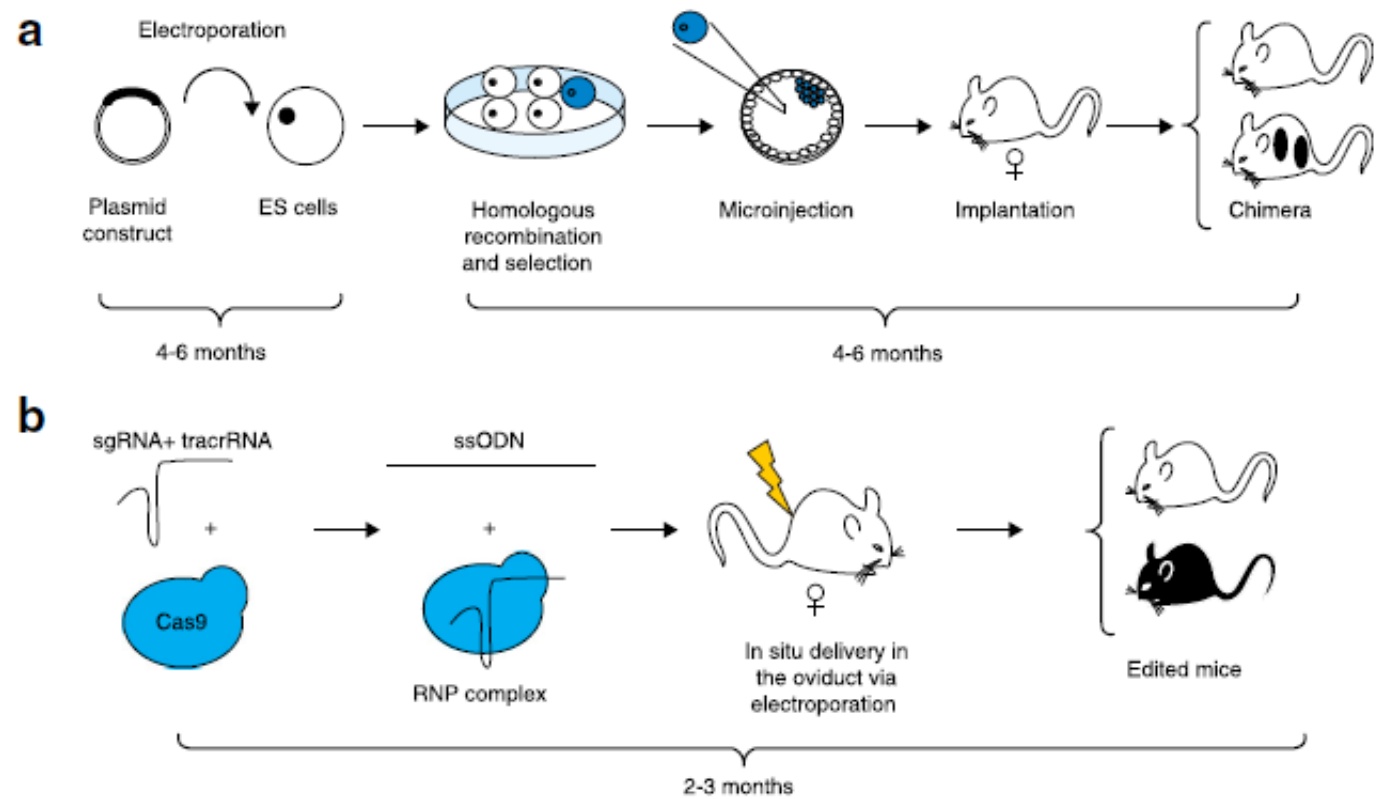 a
Electroporation
Plasmid
construct
ES cells
Homologous
recombination
and selection
Microinjection
Implantation
Chimera
4-6 months
4-6 months
b
sgRNA+ tracrRNA
+
Cas9
ssODN
+
RNP complex
In situ delivery in
the oviduct via
electroporation
Edited mice
2-3 months